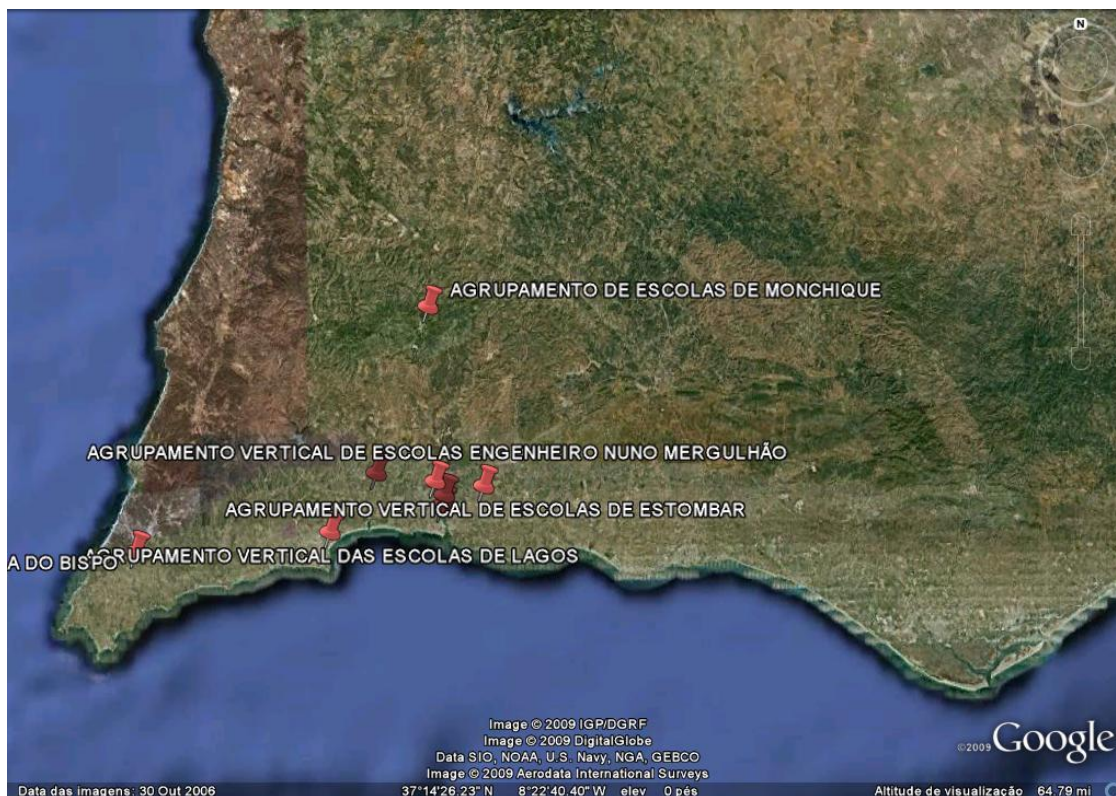 N
AGRUPAMENTO DE ESCOLAS DE MONCHIQUE
AGRUPAMENTO VERTICAL DE ESCOLAS ENGENHEIRO NUNO MERGULHÃO
AGRUPAMENTO VERTICAL DE ESCOLAS DE ESTOMBAR
A DO BISPO
AGRUPAMENTO VERTICAL DAS ESCOLAS DE LAGOS
Image © 2009 IGP/DGRF
Image © 2009 DigitalGlobe
Data SIO, NOAA, U.S. Navy, NGA, GEBCO
Image © 2009 Aerodata International Surveys
©2009 Google
Data das imagens: 30 Out 2006 37°14'26.23" N 8°22'40.40" W elev 0 pés Altitude de visualização 64.79 mi